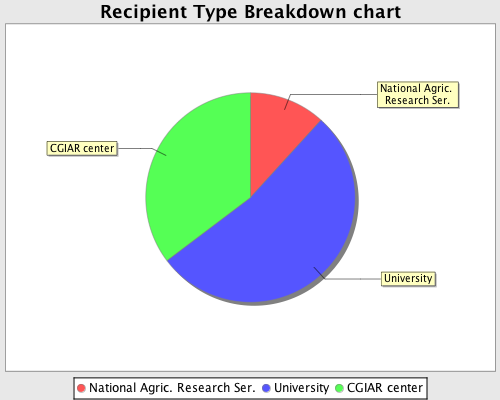 Recipient Type Breakdown chart
National Agric.
Research Ser.
CGIAR center
University
National Agric. Research Ser. University CGIAR center